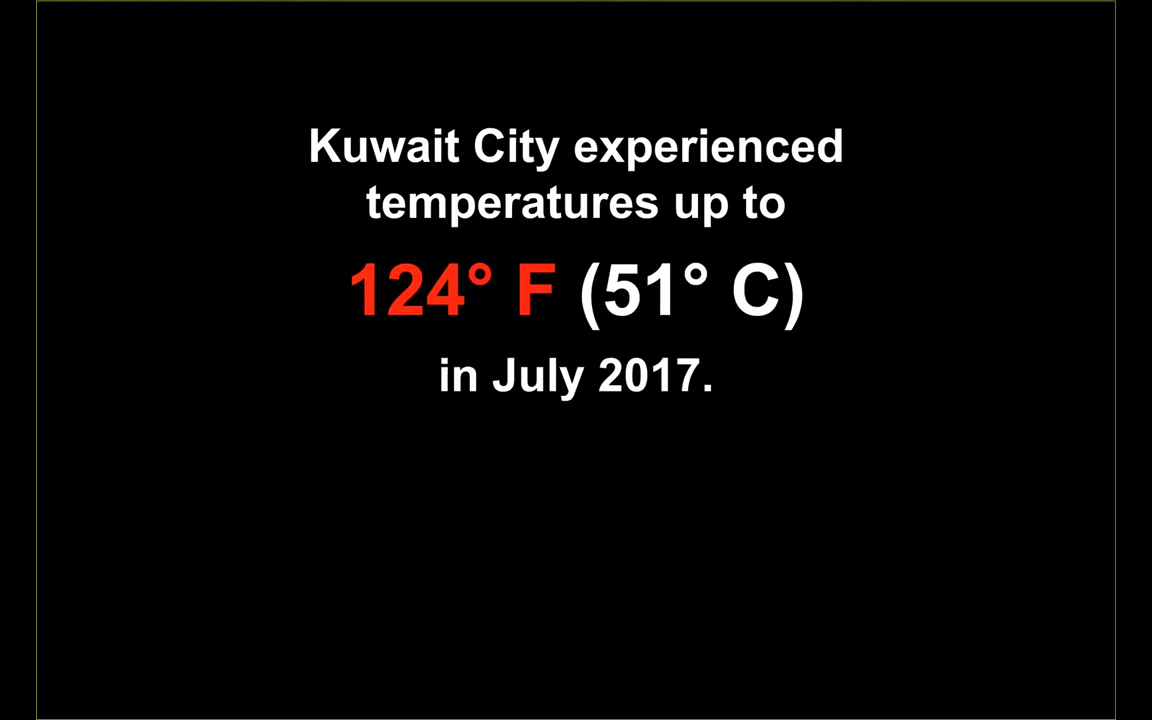 Kuwait City experienced
temperatures up to
124° F (51° C)
in July 2017.